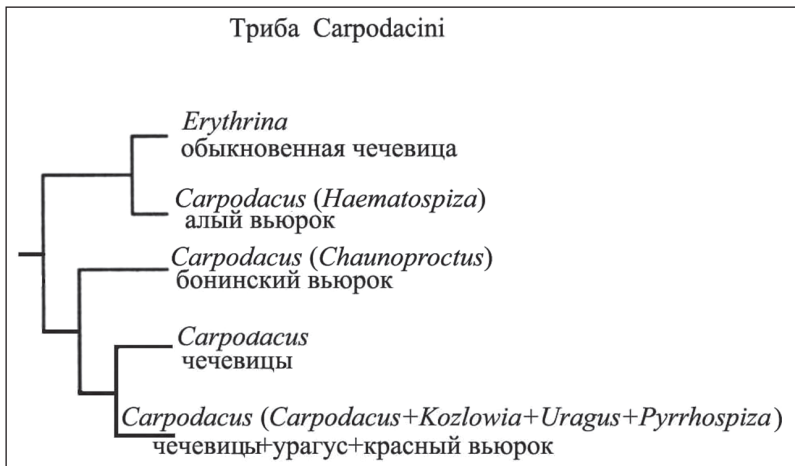 Триба Carpodacini
Erythrina
обыкновенная чечевица
Carpodacus (Haematospiza)
алый вьюрок
Carpodacus (Chaunoproctus)
бонинский вьюрок
Carpodacus
чечевицы
Carpodacus (Carpodacus+Kozlowia+Uragus+Pyrrhospiza)
чечевицы+урагус+красный вьюрок